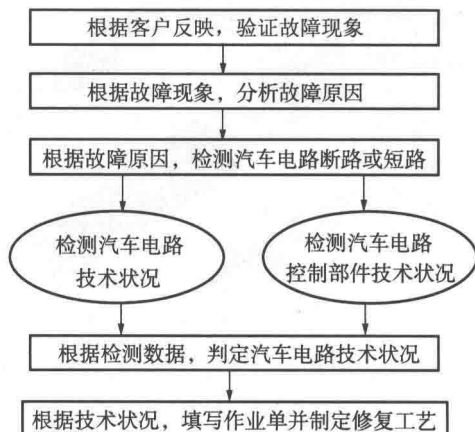 根据客户反映，验证故障现象
根据故障现象，分析故障原因
根据故障原因，检测汽车电路断路或短路
检测汽车电路
技术状况
检测汽车电路
控制部件技术状况
根据检测数据，判定汽车电路技术状况
根据技术状况，填写作业单并制定修复工艺